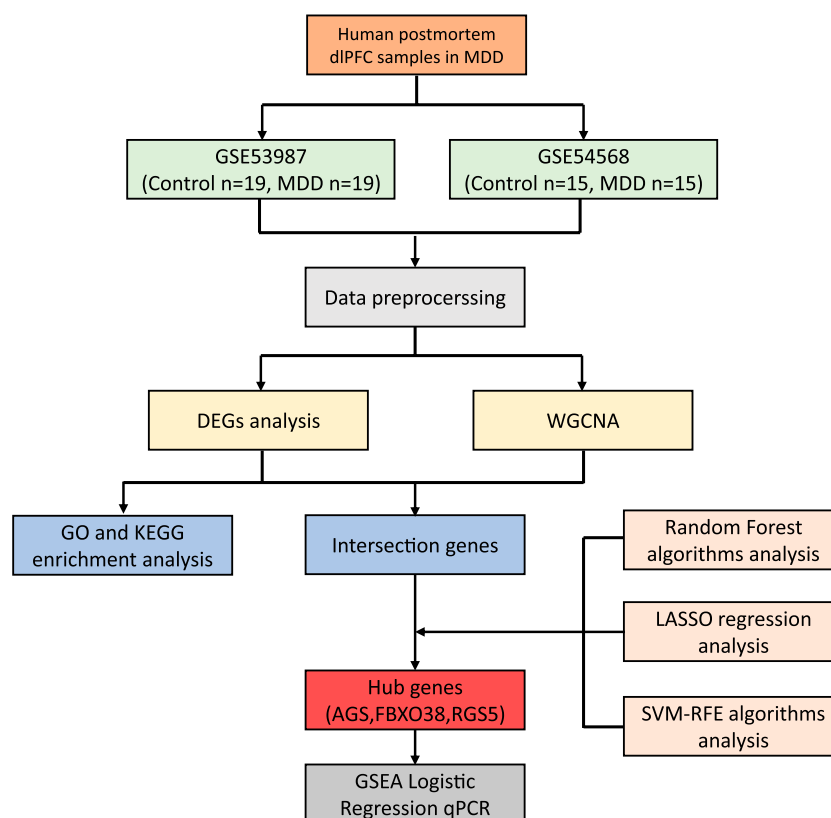 Human postmortem
dlPFC samples in MDD
GSE53987
(Control n=19, MDD n=19)
GSE54568
(Control n=15, MDD n=15)
Data preprocerssing
DEGs analysis
WGCNA
GO and KEGG
enrichment analysis
Intersection genes
Random Forest
algorithms analysis
LASSO regression
analysis
SVM-RFE algorithms
analysis
Hub genes
(AGS,FBXO38,RGS5)
GSEA Logistic
Regression qPCR